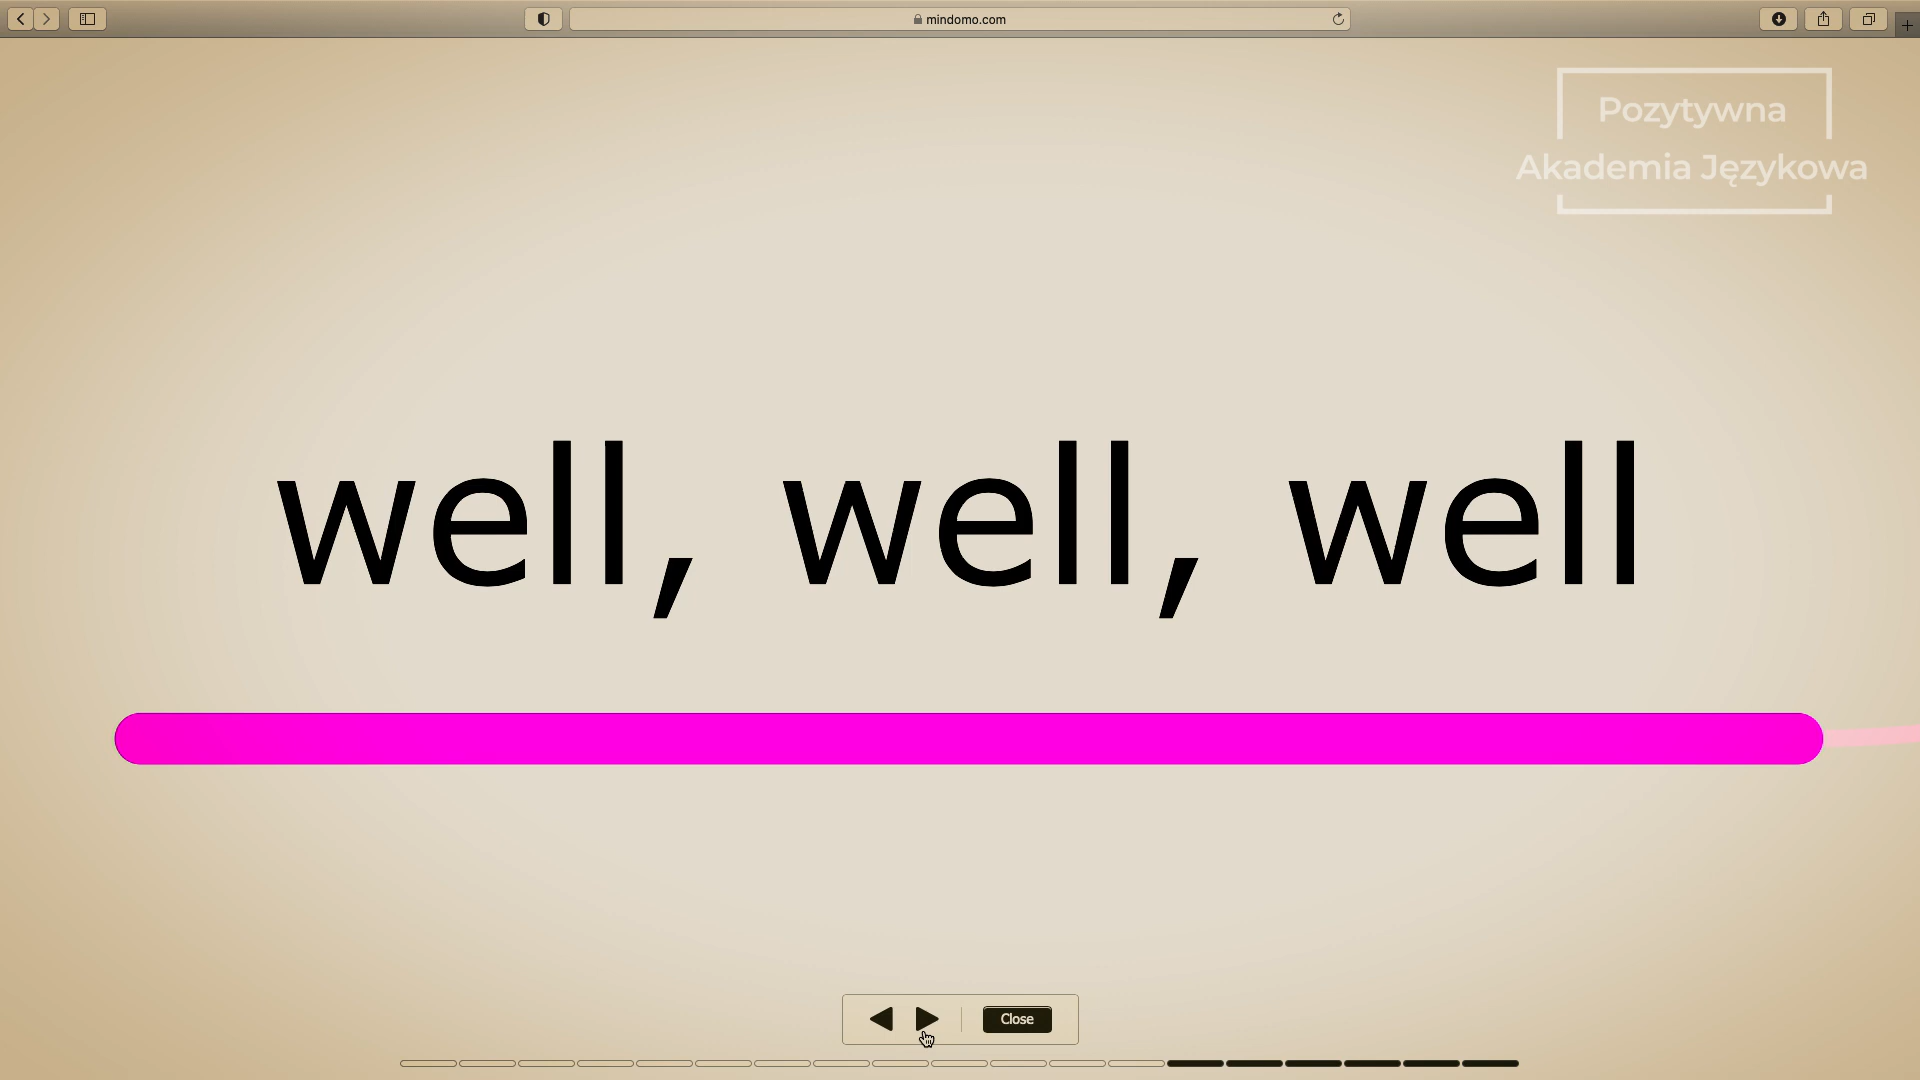 mindomo.com
Pozytywna
Akademia Językowa
well, well, well
Close